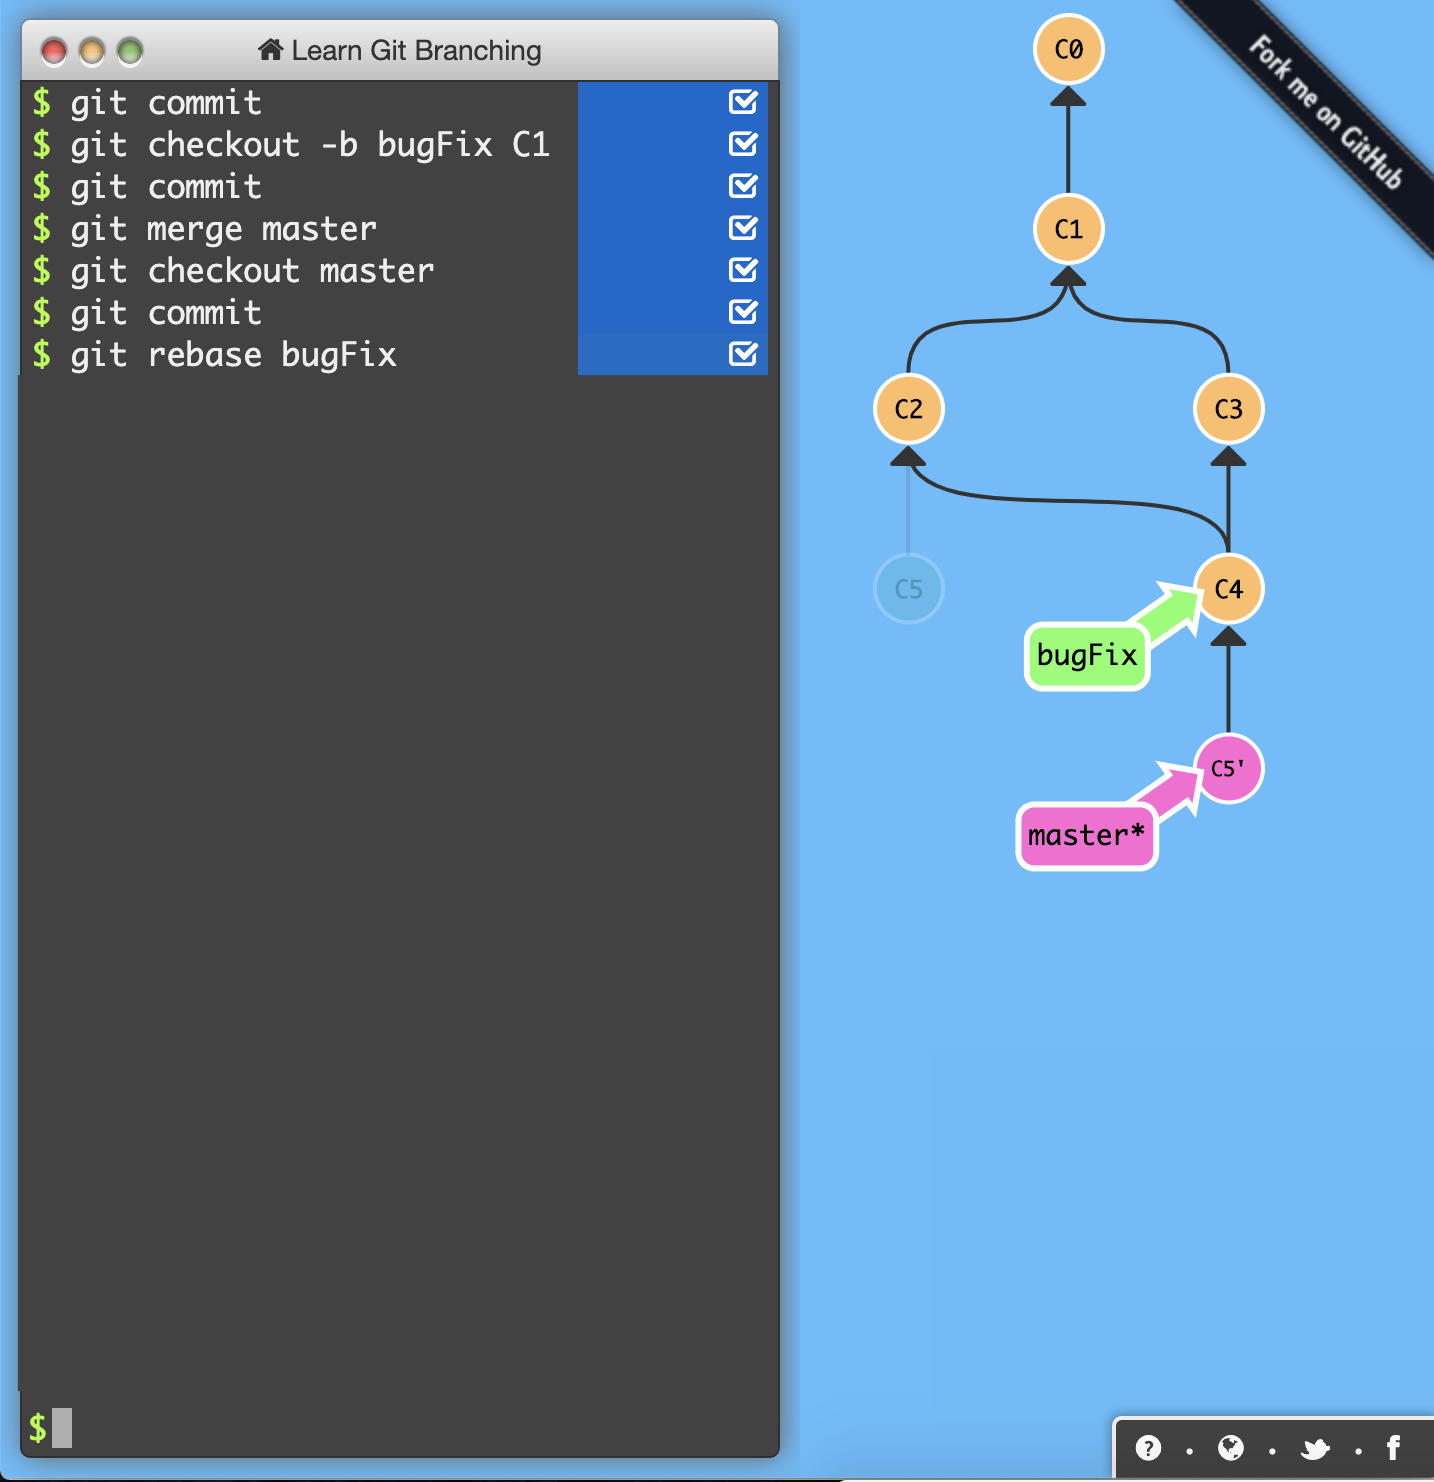 Learn Git Branching
$ git commit
$ git checkout -b bugFix C1
$ git commit
$ git merge master
$ git checkout master
$ git commit
$ git rebase bugFix
$
C0
Fork me on GitHub
C1
C2
C3
C5
C4
bugFix
C5'
master*